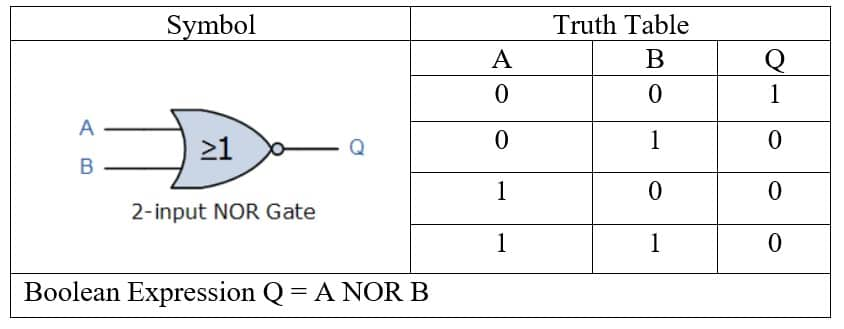 Symbol
Truth Table
A B Q
0 0 1
0 1 0
1 0 0
1 1 0
A
B
≥1
Q
2-input NOR Gate
Boolean Expression Q = A NOR B